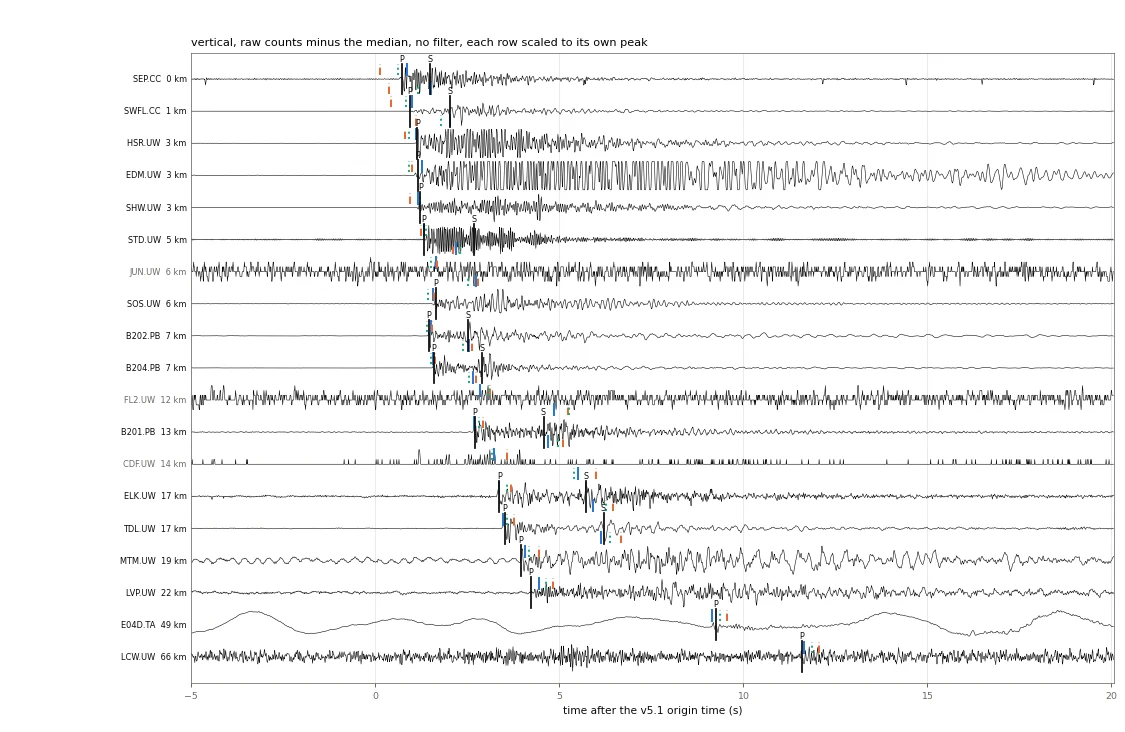 vertical, raw counts minus the median, no filter, each row scaled to its own peak
SEP.CC 0 km
P S
SWFL.CC 1 km
P S
HSR.UW 3 km
P
EDM.UW 3 km
SHW.UW 3 km
P
STD.UW 5 km
P S
JUN.UW 6 km
SOS.UW 6 km
P
B202.PB 7 km
P S
B204.PB 7 km
P S
FL2.UW 12 km
B201.PB 13 km
P S
CDF.UW 14 km
ELK.UW 17 km
P S
TDL.UW 17 km
P S
MTM.UW 19 km
P
LVP.UW 22 km
P
E04D.TA 49 km
P
LCW.UW 66 km
P
−5 0 5 10 15 20
time after the v5.1 origin time (s)